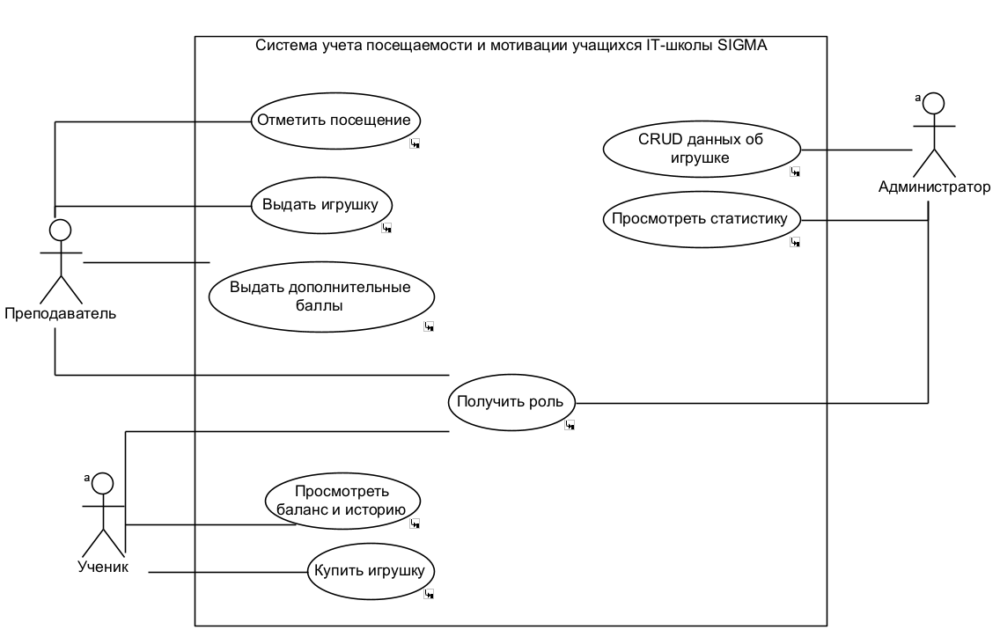 Система учета посещаемости и мотивации учащихся IT-школы SIGMA
Отметить посещение
a
CRUD данных об
игрушке
Администратор
Выдать игрушку
Просмотреть статистику
Преподаватель
Выдать дополнительные
баллы
Получить роль
a
Ученик
Просмотреть
баланс и историю
Купить игрушку